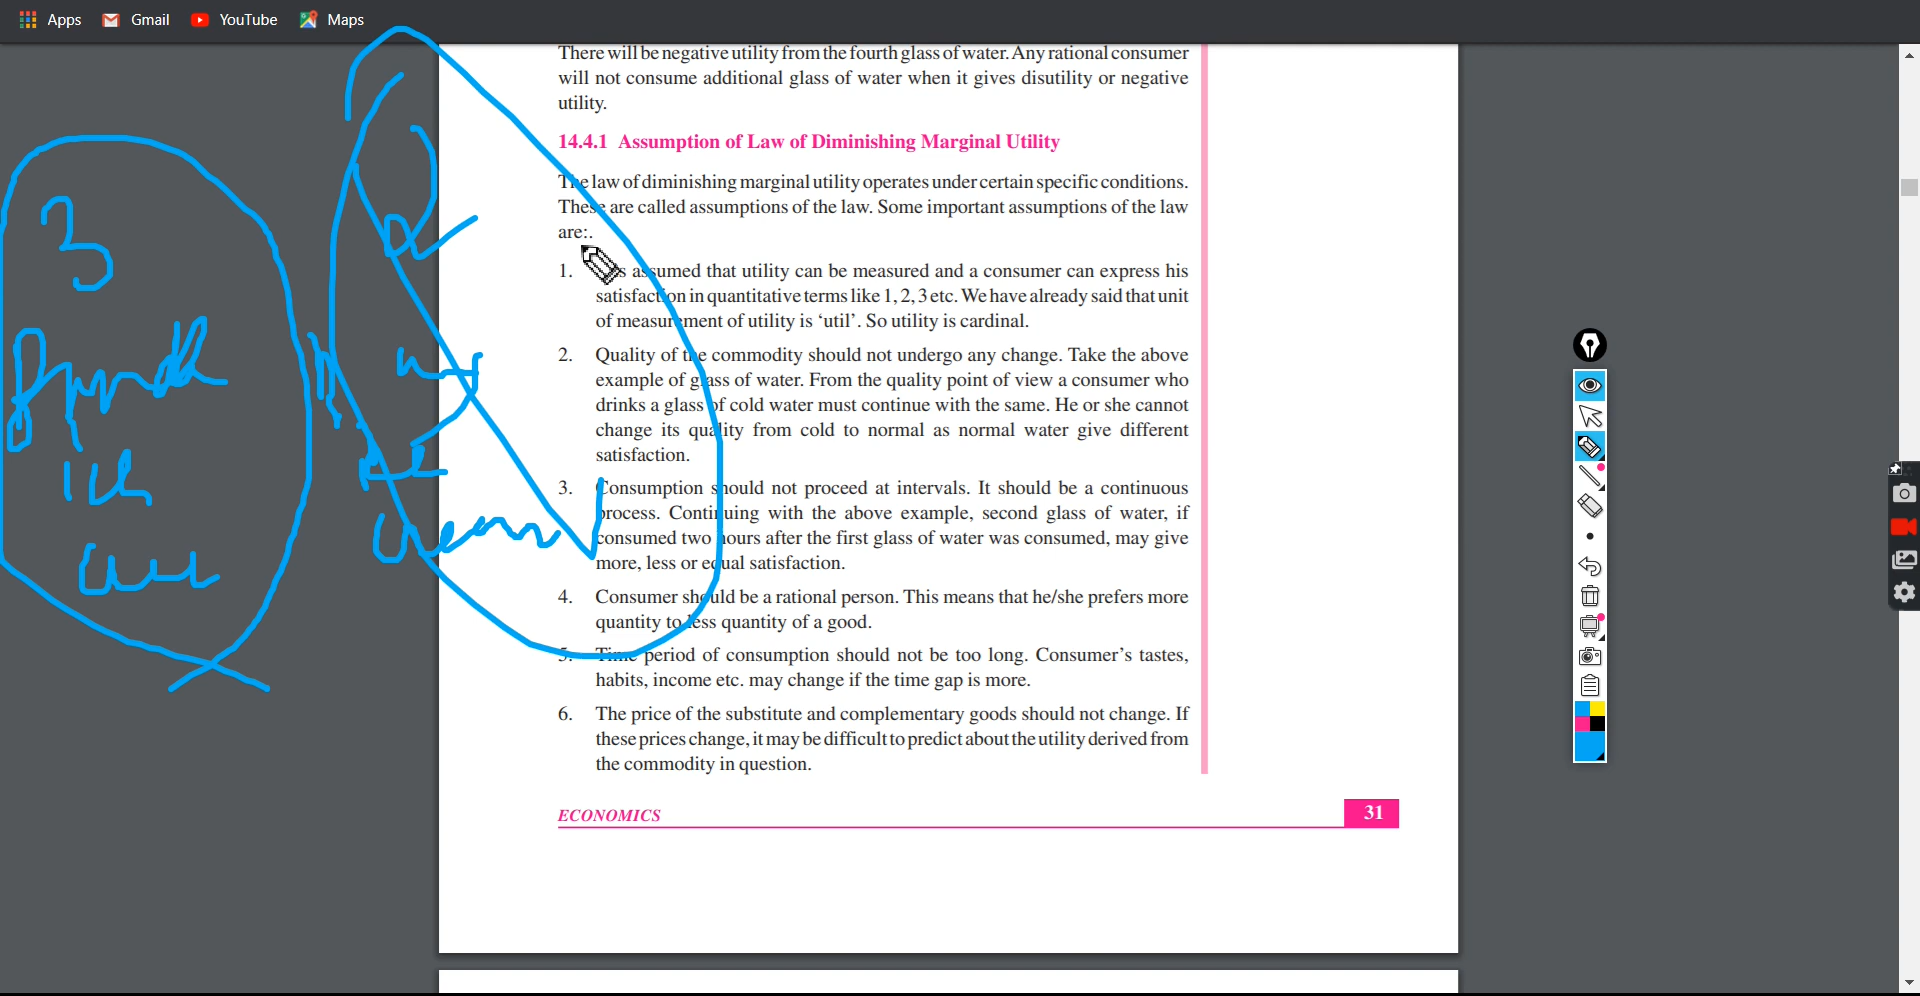 Apps Gmail YouTube Maps
There will be negative utility from the fourth glass of water. Any rational consumer
will not consume additional glass of water when it gives disutility or negative
utility.
14.4.1 Assumption of Law of Diminishing Marginal Utility
The law of diminishing marginal utility operates under certain specific conditions.
These are called assumptions of the law. Some important assumptions of the law
are:.
1. assumed that utility can be measured and a consumer can express his
satisfaction in quantitative terms like 1, 2, 3 etc. We have already said that unit
of measurement of utility is ‘util’. So utility is cardinal.
2. Quality of the commodity should not undergo any change. Take the above
example of glass of water. From the quality point of view a consumer who
drinks a glass of cold water must continue with the same. He or she cannot
change its quality from cold to normal as normal water give different
satisfaction.
3. Consumption should not proceed at intervals. It should be a continuous
process. Continuing with the above example, second glass of water, if
consumed two hours after the first glass of water was consumed, may give
more, less or equal satisfaction.
4. Consumer should be a rational person. This means that he/she prefers more
quantity to less quantity of a good.
5. Time period of consumption should not be too long. Consumer’s tastes,
habits, income etc. may change if the time gap is more.
6. The price of the substitute and complementary goods should not change. If
these prices change, it may be difficult to predict about the utility derived from
the commodity in question.
ECONOMICS 31
3